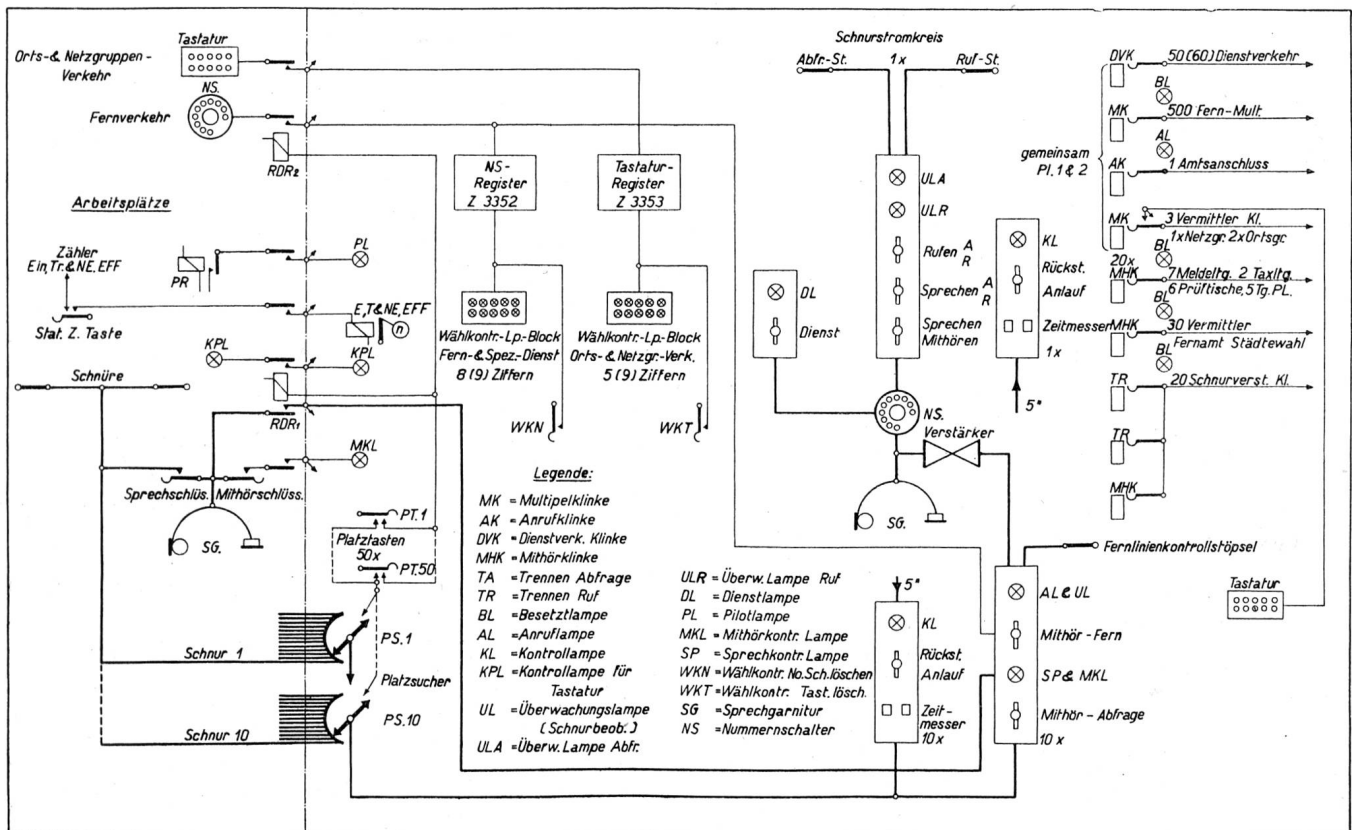 Tastatur
Orts-& Netzgruppen-
Verkehr
NS.
Fernverkehr
RDR2
Arbeitsplätze
Zähler
Ein, Tr. & NE, EFF
PR
PL
Stat. Z. Taste
E, T & NE, EFF
n
KPL
KPL
Schnüre
RDR1
MKL
Sprechschlüs.
Mithörschlüss.
SG.
PT.1
Platztasten
50x
PT.50
PS.1
Schnur 1
Platzsucher
PS.10
Schnur 10
NS-
Register
Z 3352
Tastatur-
Register
Z 3353
Wählkontr.-Lp.-Block
Fern-& Spez.-Dienst
8 (9) Ziffern
Wählkontr.-Lp.-Block
Orts-& Netzgr.-Verk.
5 (9) Ziffern
WKN
WKT
Legende:
MK = Multipelklinke
AK = Anrufklinke
DVK = Dienstverk. Klinke
MHK = Mithörklinke
TA = Trennen Abfrage
TR = Trennen Ruf
BL = Besetztlampe
AL = Anruflampe
KL = Kontrollampe
KPL = Kontrollampe für
Tastatur
UL = Überwachungslampe
(Schnurbeob.)
ULA = Überw. Lampe Abfr.
ULR = Überw. Lampe Ruf
DL = Dienstlampe
PL = Pilotlampe
MKL = Mithörkontr. Lampe
SP = Sprechkontr. Lampe
WKN = Wählkontr. No. Sch. löschen
WKT = Wählkontr. Tast. lösch.
SG = Sprechgarnitur
NS = Nummernschalter
Schnurstromkreis
Abfr.-St.
1x
Ruf-St.
ULA
ULR
Rufen A
R
Sprechen A
R
Sprechen
Mithören
DL
Dienst
KL
Rückst.
Anlauf
Zeitmesser
1x
5"
NS.
Verstärker
SG.
5"
KL
Rückst.
Anlauf
Zeit-
messer
10x
Fernlinienkontrollstöpsel
AL & UL
Mithör-Fern
SP & MKL
Mithör-Abfrage
10x
Tastatur
gemeinsam
Pl. 1 & 2
DVK
50 (60) Dienstverkehr
BL
MK
500 Fern-Mult.
AL
AK
1 Amtsanschluss
MK
3 Vermittler Kl.
1x Netzgr. 2x Ortsgr.
20x
BL
MHK
7 Meldeltg. 2 Taxltg.
6 Prüftische, 5 Tg. PL.
BL
MHK
30 Vermittler
Fernamt Städtewahl
BL
TR
20 Schnurverst. Kl.
TR
MHK